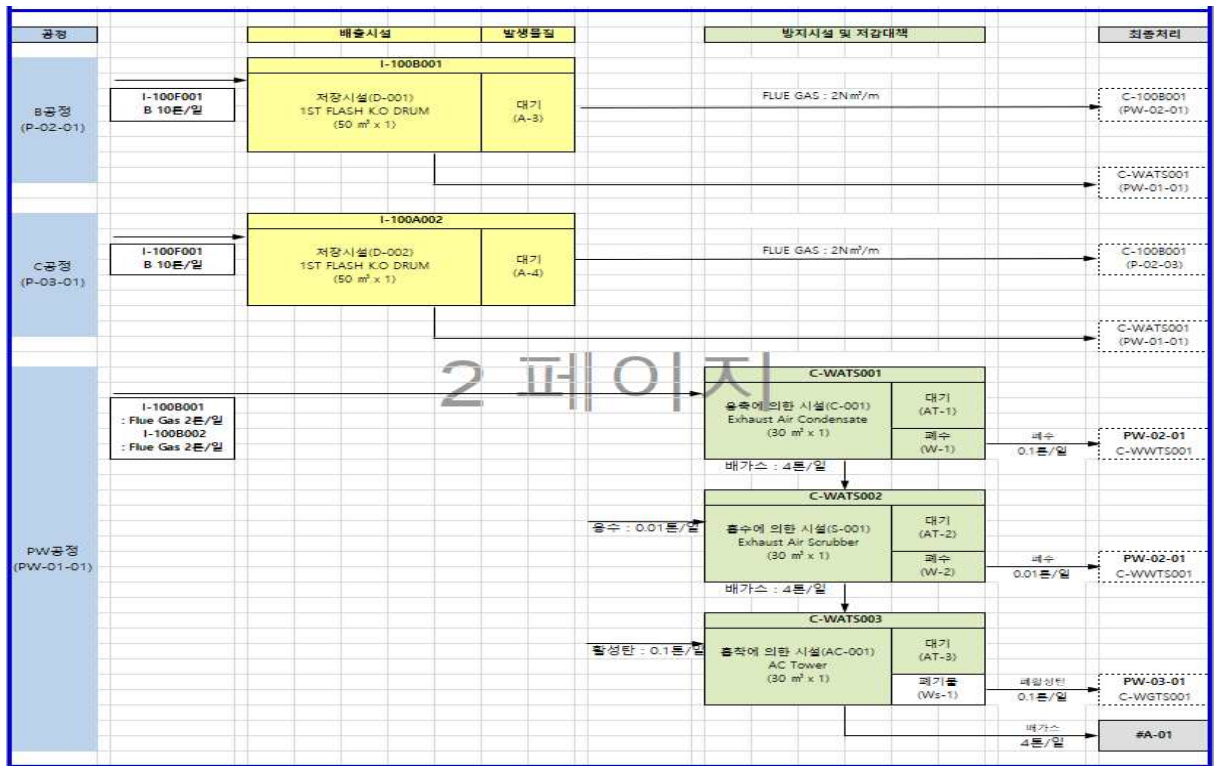 공정
배출시설
발생물질
방지시설 및 저감대책
최종처리
B공정
(P-02-01)
I-100F001
B 10톤/일
I-100B001
저장시설(D-001)
1ST FLASH K.O DRUM
(50 m³ x 1)
대기
(A-3)
FLUE GAS : 2Nm³/m
C-100B001
(PW-02-01)
C-WATS001
(PW-01-01)
C공정
(P-03-01)
I-100F001
B 10톤/일
I-100A002
저장시설(D-002)
1ST FLASH K.O DRUM
(50 m³ x 1)
대기
(A-4)
FLUE GAS : 2Nm³/m
C-100B001
(P-02-03)
C-WATS001
(PW-01-01)
2 페이지
PW공정
(PW-01-01)
I-100B001
: Flue Gas 2톤/일
I-100B002
: Flue Gas 2톤/일
C-WATS001
응축에 의한 시설(C-001)
Exhaust Air Condensate
(30 m³ x 1)
대기
(AT-1)
폐수
(W-1)
폐수
0.1톤/일
PW-02-01
C-WWTS001
배가스 : 4톤/일
C-WATS002
용수 : 0.01톤/일
흡수에 의한 시설(S-001)
Exhaust Air Scrubber
(30 m³ x 1)
대기
(AT-2)
폐수
(W-2)
폐수
0.01톤/일
PW-02-01
C-WWTS001
배가스 : 4톤/일
C-WATS003
활성탄 : 0.1톤/일
흡착에 의한 시설(AC-001)
AC Tower
(30 m³ x 1)
대기
(AT-3)
폐기물
(Ws-1)
폐활성탄
0.1톤/일
PW-03-01
C-WGTS001
배가스
4톤/일
#A-01